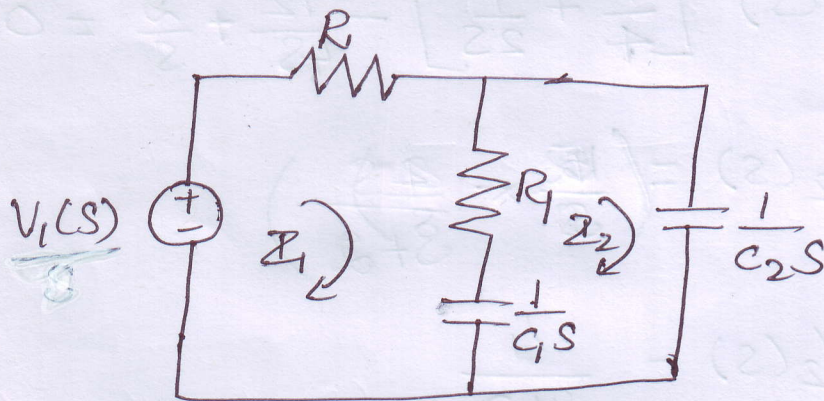 R
V₁(S)
I₁
R₁
1/C₁S
I₂
1/C₂S